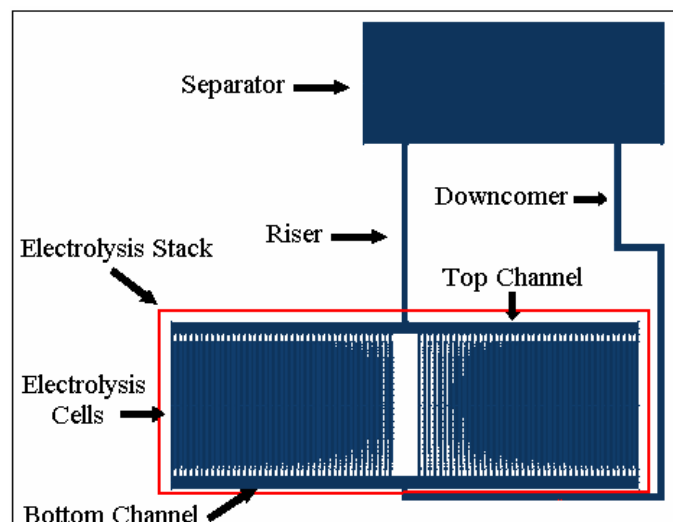 Separator
Downcomer
Riser
Electrolysis Stack
Top Channel
Electrolysis
Cells
Bottom Channel